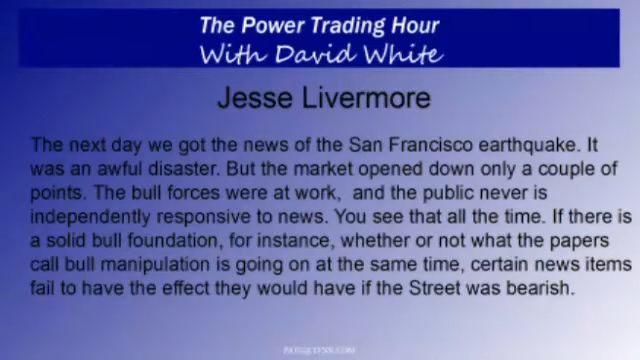 The Power Trading Hour
With David White
Jesse Livermore
The next day we got the news of the San Francisco earthquake. It
was an awful disaster. But the market opened down only a couple of
points. The bull forces were at work, and the public never is
independently responsive to news. You see that all the time. If there is
a solid bull foundation, for instance, whether or not what the papers
call bull manipulation is going on at the same time, certain news items
fail to have the effect they would have if the Street was bearish.